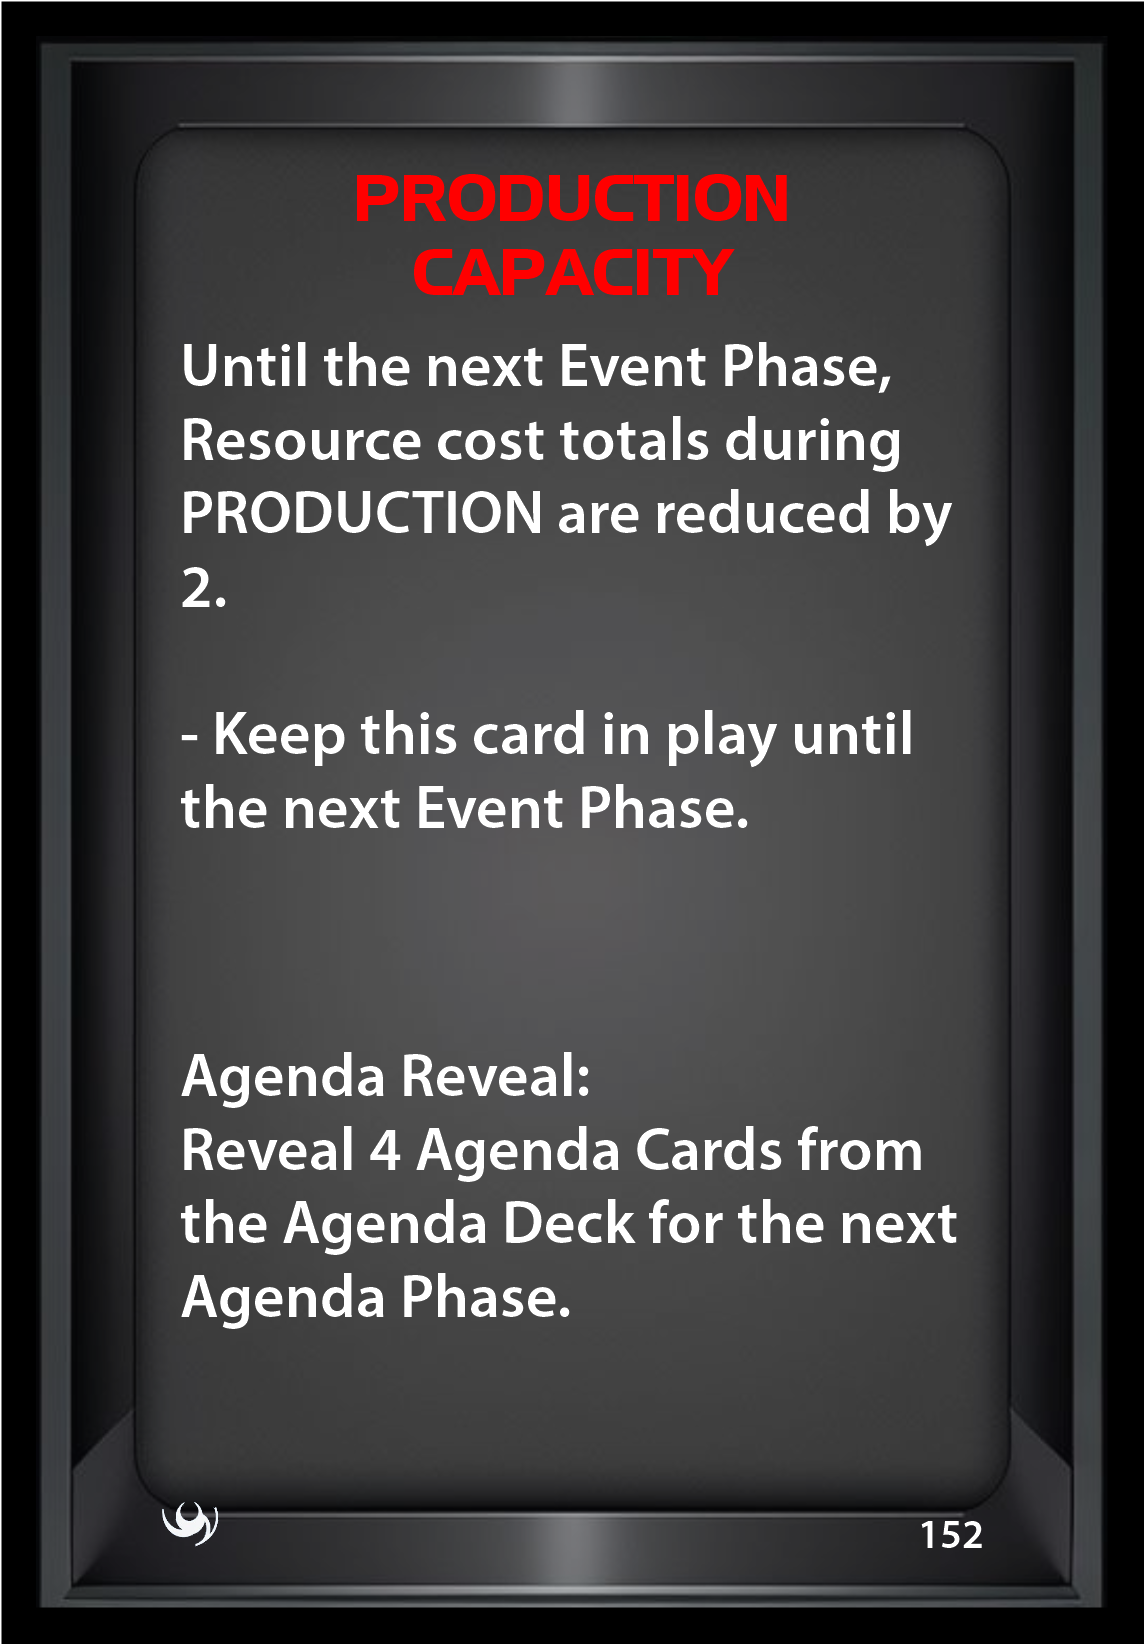 PRODUCTION
CAPACITY
Until the next Event Phase,
Resource cost totals during
PRODUCTION are reduced by
2.
- Keep this card in play until
the next Event Phase.
Agenda Reveal:
Reveal 4 Agenda Cards from
the Agenda Deck for the next
Agenda Phase.
152